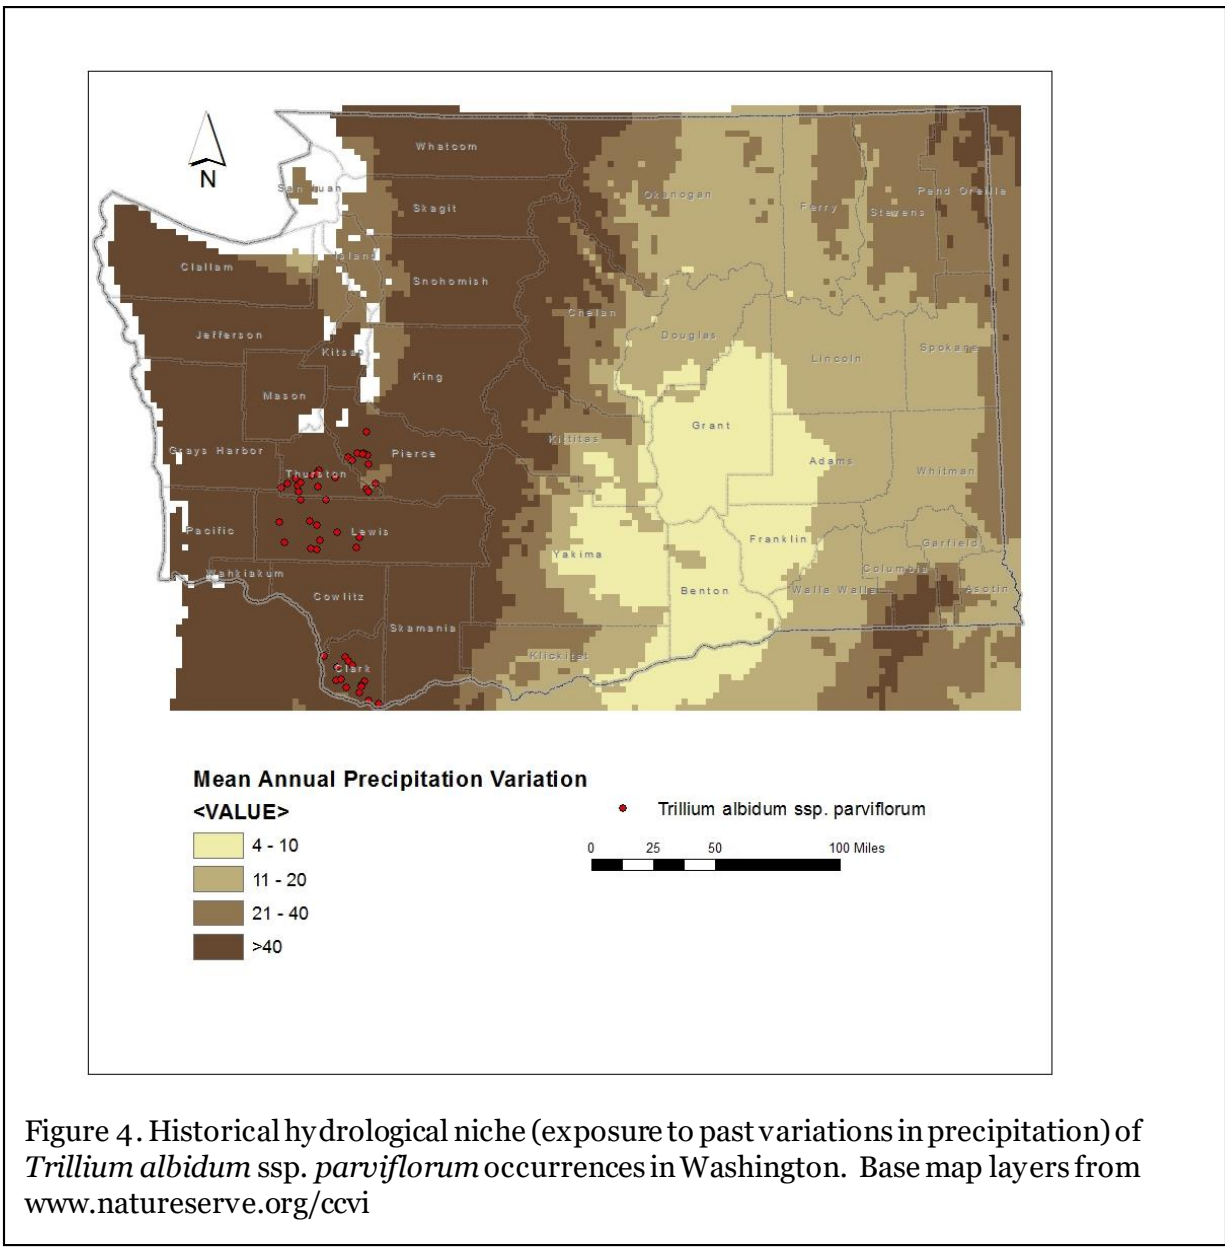 N
Whatcom
San Juan
Skagit
Okanogan
Ferry
Stevens
Pend Oreille
Island
Clallam
Snohomish
Chelan
Jefferson
Kitsap
Douglas
Lincoln
Spokane
King
Mason
Grant
Kittitas
Grays Harbor
Pierce
Thurston
Adams
Whitman
Pacific
Lewis
Yakima
Franklin
Garfield
Wahkiakum
Columbia
Cowlitz
Benton
Walla Walla
Asotin
Skamania
Klickitat
Clark
Mean Annual Precipitation Variation
<VALUE>
4 - 10
11 - 20
21 - 40
>40
Trillium albidum ssp. parviflorum
0 25 50 100 Miles
Figure 4. Historical hydrological niche (exposure to past variations in precipitation) of
Trillium albidum ssp. parviflorum occurrences in Washington. Base map layers from
www.natureserve.org/ccvi